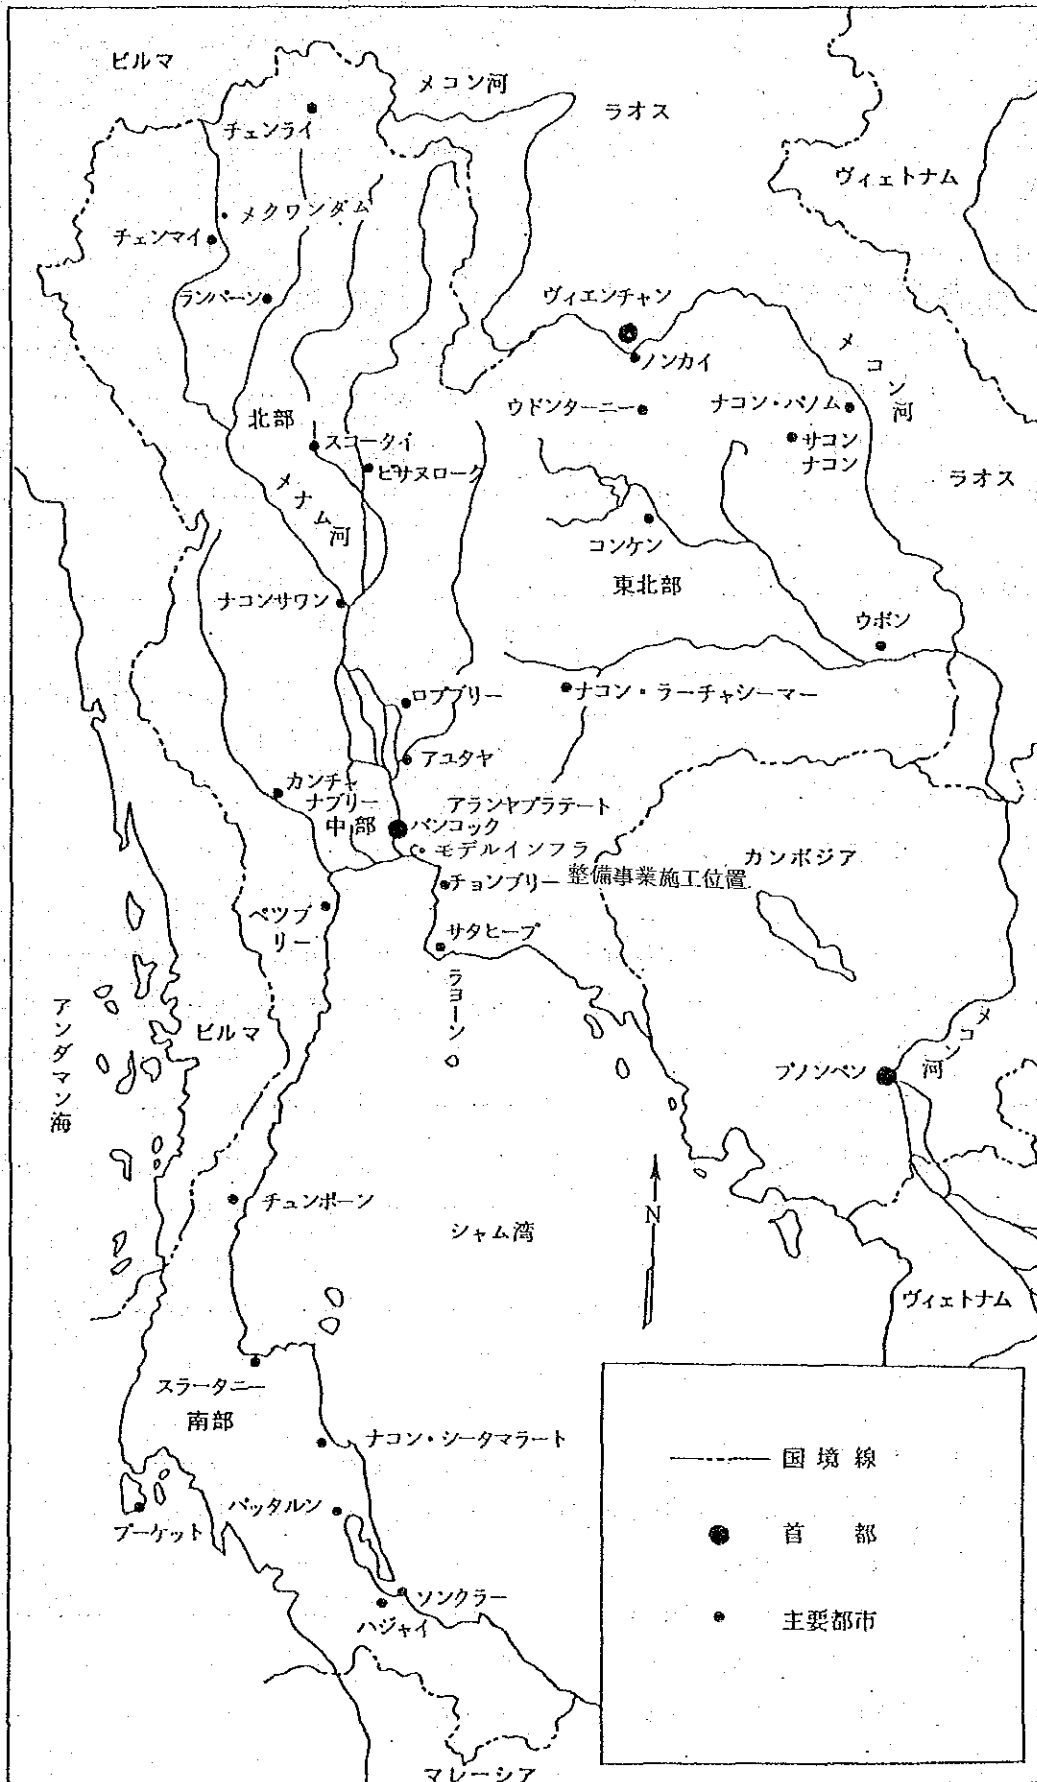 ビルマ
メコン河
ラオス
チェンライ
ヴィエトナム
メクワンダム
チェンマイ
ランパーン
ヴィエンチャン
ノンカイ
メコン河
ウドンターニー
ナコン・パノム
北部
スコータイ
サコン
ナコン
ピサヌローク
ラオス
メナム河
コンケン
東北部
ナコンサワン
ウボン
ナコン・ラーチャシーマー
ロブブリー
アユタヤ
カンチャ
ナブリー
アランヤプラテート
中部
バンコック
モデルインフラ
カンボジア
整備事業施工位置
チョンブリー
ペツブ
リー
サタヒープ
ラヨーン
アンダマン海
ビルマ
メコン河
プノンペン
チュンポーン
N
シャム湾
ヴィエトナム
スラータニー
南部
ナコン・シータマラート
国境線
パッタルン
プーケット
首都
ソンクラー
ハジャイ
主要都市
マレーシア